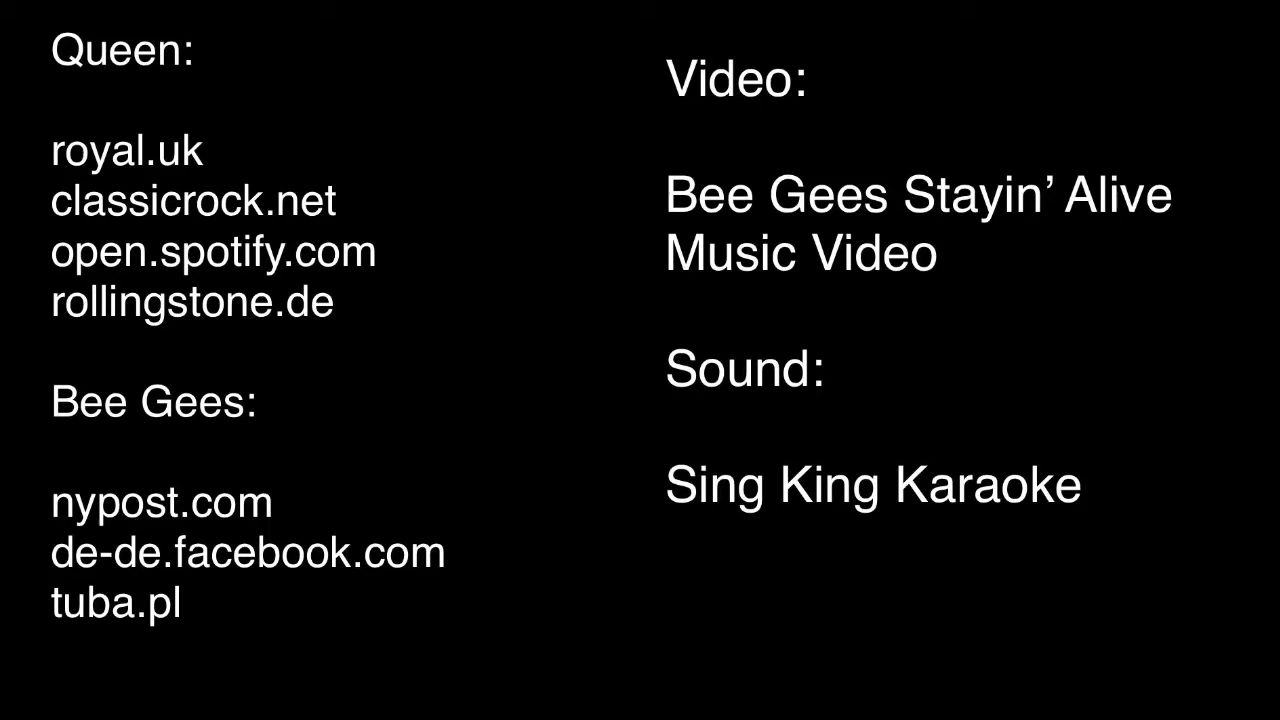 Queen:
royal.uk
classicrock.net
open.spotify.com
rollingstone.de
Bee Gees:
nypost.com
de-de.facebook.com
tuba.pl
Video:
Bee Gees Stayin’ Alive
Music Video
Sound:
Sing King Karaoke